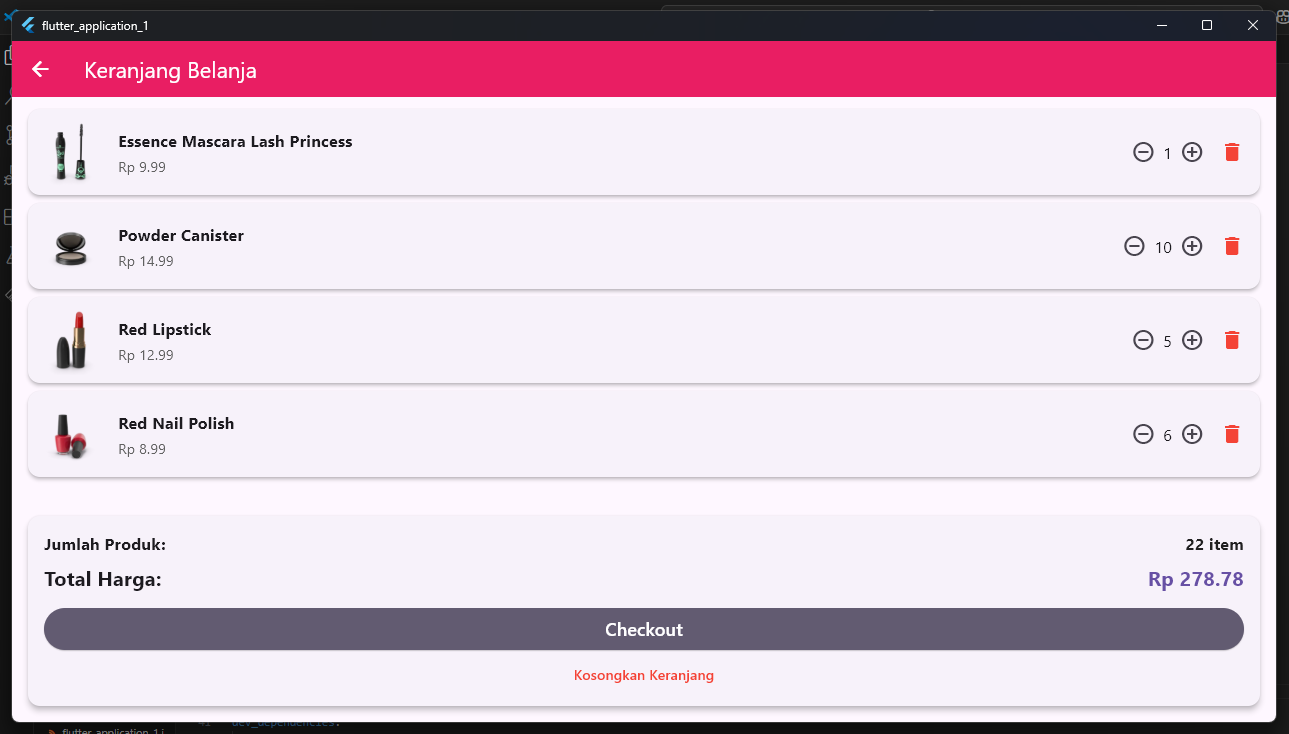 flutter_application_1
Keranjang Belanja
Essence Mascara Lash Princess
Rp 9.99
1
Powder Canister
Rp 14.99
10
Red Lipstick
Rp 12.99
5
Red Nail Polish
Rp 8.99
6
Jumlah Produk: 22 item
Total Harga: Rp 278.78
Checkout
Kosongkan Keranjang
dev_dependencies:
flutter_application_1.i